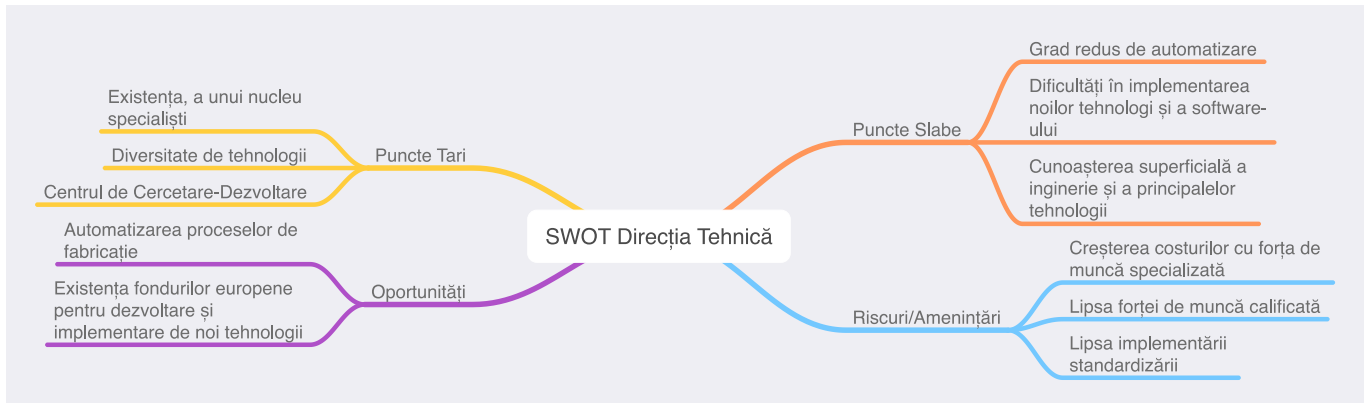 SWOT Direcția Tehnică
Puncte Tari
Existența, a unui nucleu
specialiști
Diversitate de tehnologii
Centrul de Cercetare-Dezvoltare
Oportunități
Automatizarea proceselor de
fabricație
Existența fondurilor europene
pentru dezvoltare și
implementare de noi tehnologii
Puncte Slabe
Grad redus de automatizare
Dificultăți în implementarea
noilor tehnologi și a software-
ului
Cunoașterea superficială a
inginerie și a principalelor
tehnologii
Riscuri/Amenințări
Creșterea costurilor cu forța de
muncă specializată
Lipsa forței de muncă calificată
Lipsa implementării
standardizării